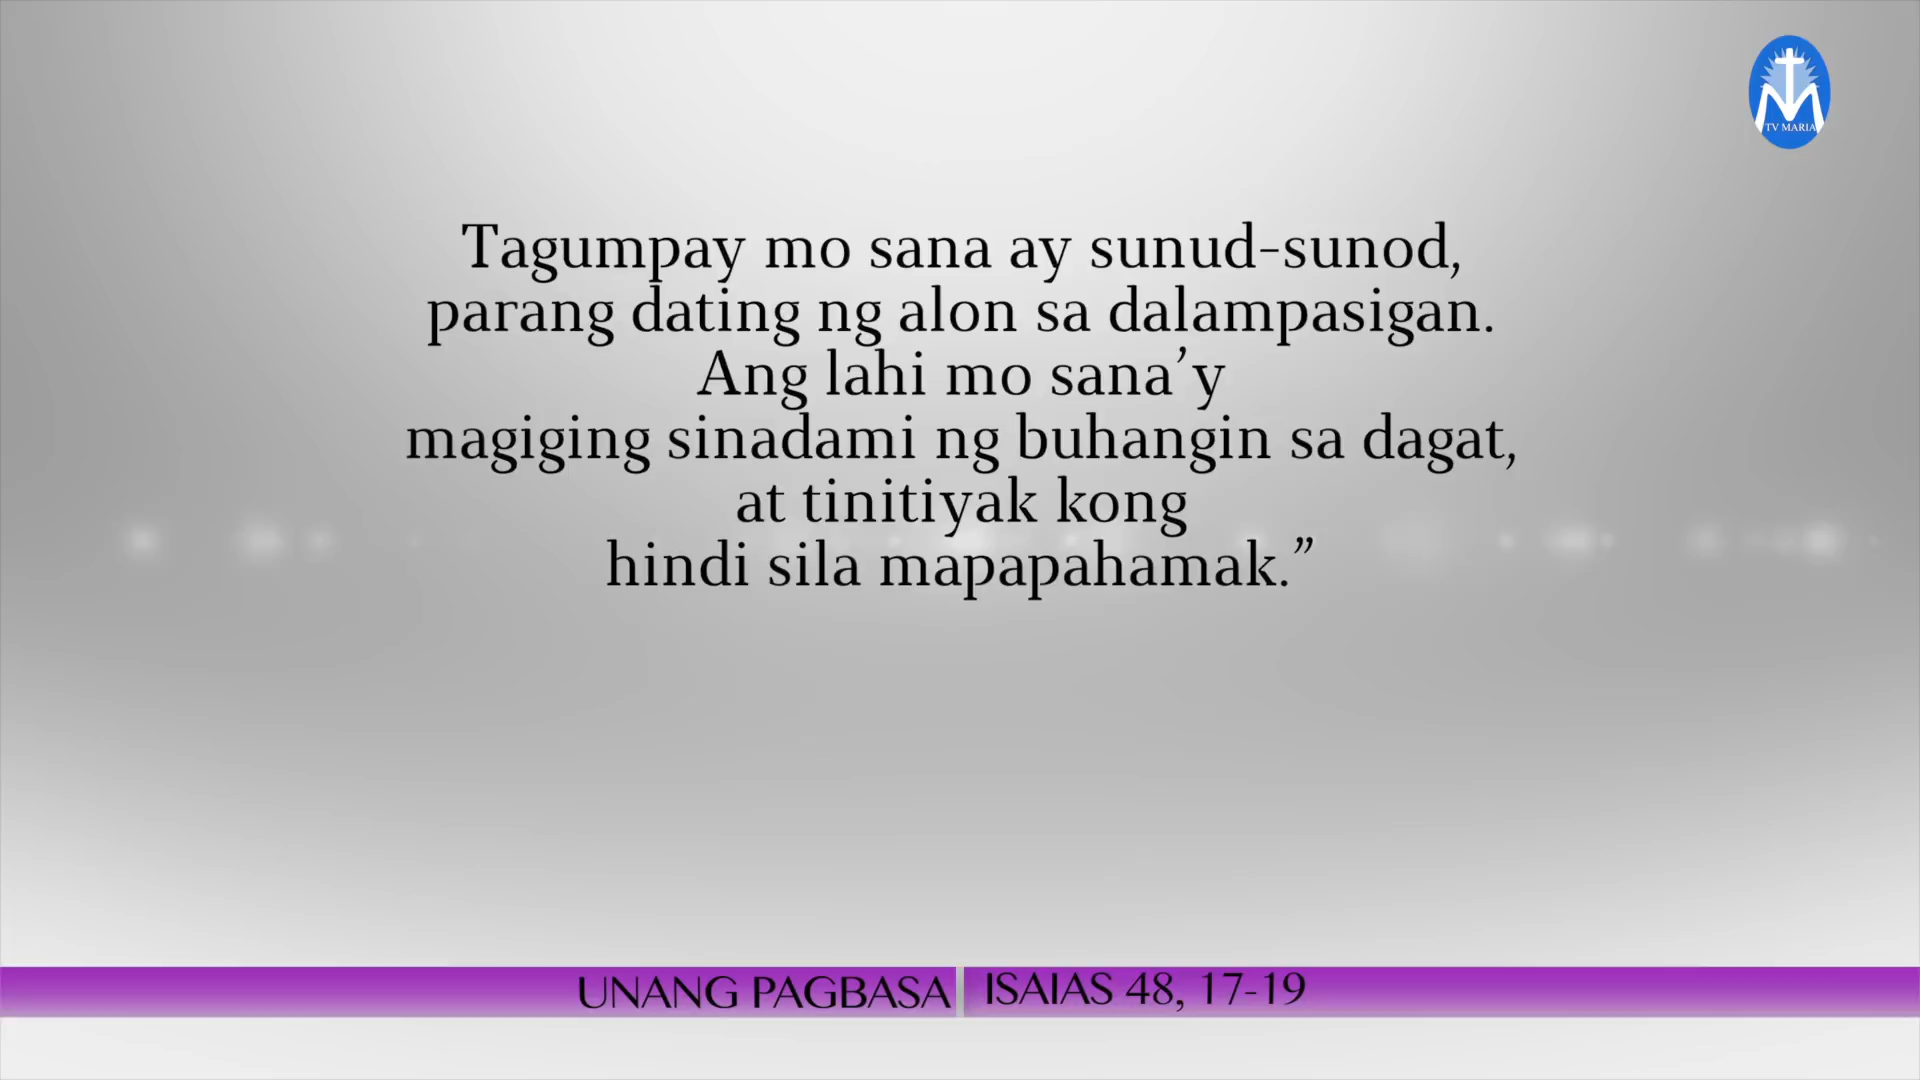 TV MARIA
Tagumpay mo sana ay sunud-sunod,
parang dating ng alon sa dalampasigan.
Ang lahi mo sana’y
magiging sinadami ng buhangin sa dagat,
at tinitiyak kong
hindi sila mapapahamak.”
UNANG PAGBASA
ISAIAS 48, 17-19